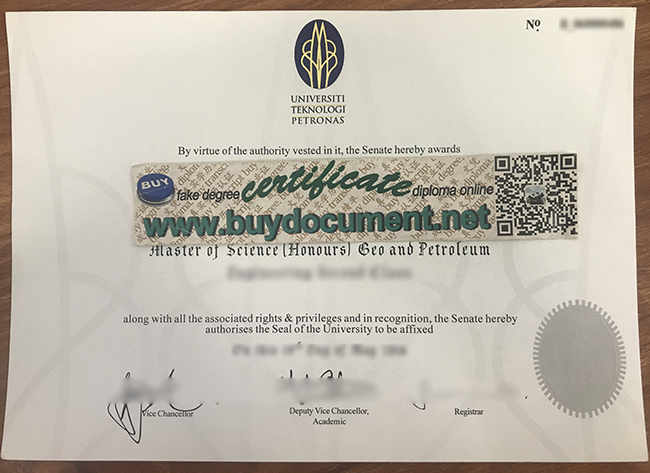 Nº
UNIVERSITI
TEKNOLOGI
PETRONAS
By virtue of the authority vested in it, the Senate hereby awards
BUY fake degree certificate diploma online
www.buydocument.net
Master of Science (Honours) Geo and Petroleum
Engineering Second Class
along with all the associated rights & privileges and in recognition, the Senate hereby
authorises the Seal of the University to be affixed
Vice Chancellor
Deputy Vice Chancellor,
Academic
Registrar